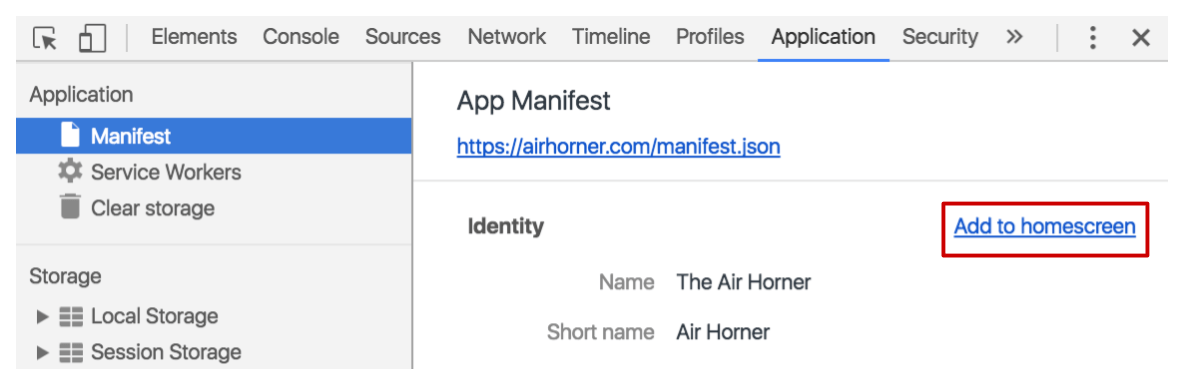 Elements Console Sources Network Timeline Profiles Application Security »
Application
Manifest
Service Workers
Clear storage
Storage
Local Storage
Session Storage
App Manifest
https://airhorner.com/manifest.json
Identity Add to homescreen
Name The Air Horner
Short name Air Horner